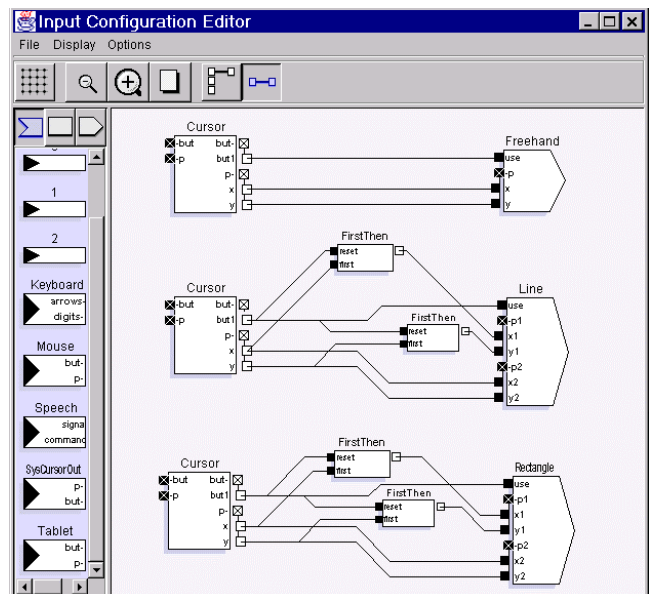 Input Configuration Editor
File Display Options
1
2
Keyboard
arrows-
digits-
Mouse
but-
p-
Speech
signa
command
SysCursorOut
p-
but-
Tablet
but-
p-
Cursor
-but but-
-p but1
p-
x
y
Freehand
use
-p
x
y
FirstThen
reset
first
Cursor
-but but-
-p but1
p-
x
y
FirstThen
reset
first
Line
use
-p1
x1
y1
-p2
x2
y2
FirstThen
reset
first
Cursor
-but but-
-p but1
p-
x
y
FirstThen
reset
first
Rectangle
use
-p1
x1
y1
-p2
x2
y2